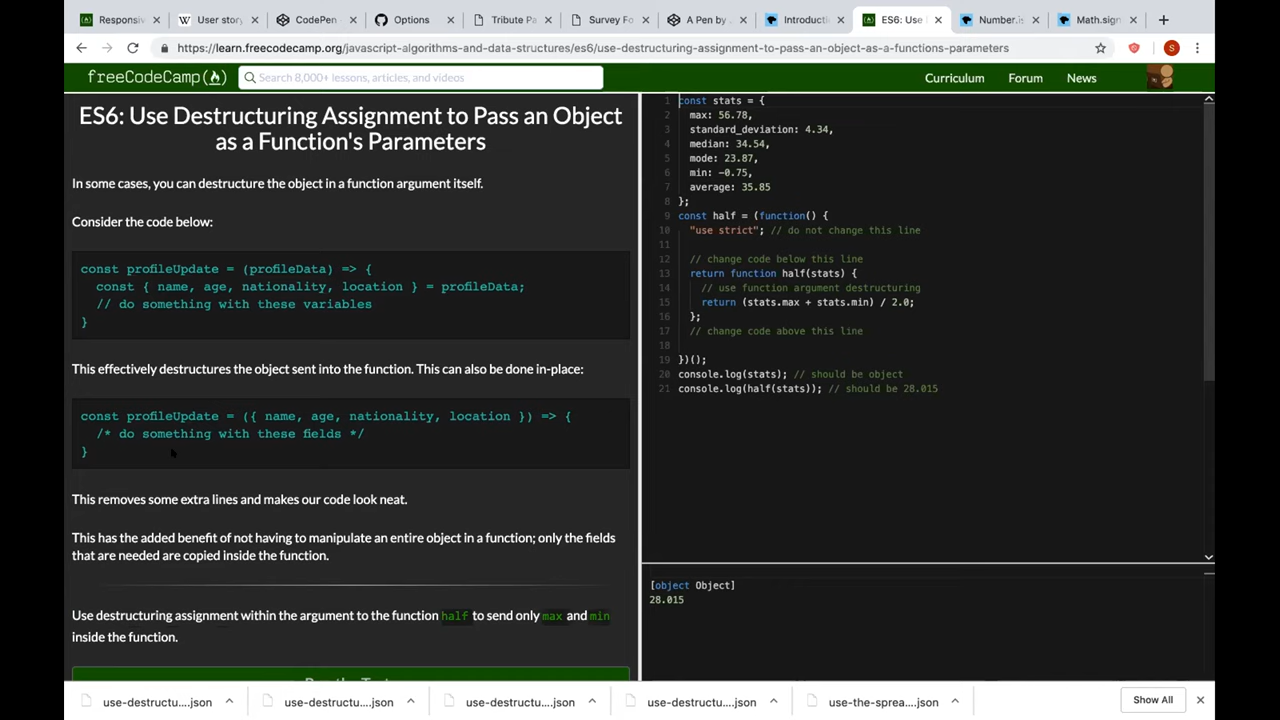 Responsiv
User story
CodePen
Options
Tribute Pa
Survey Fo
A Pen by
Introducti
ES6: Use
Number.is
Math.sign
https://learn.freecodecamp.org/javascript-algorithms-and-data-structures/es6/use-destructuring-assignment-to-pass-an-object-as-a-functions-parameters
S
freeCodeCamp
Search 8,000+ lessons, articles, and videos
Curriculum
Forum
News
ES6: Use Destructuring Assignment to Pass an Object
as a Function's Parameters
In some cases, you can destructure the object in a function argument itself.
Consider the code below:
const profileUpdate = (profileData) => {
const { name, age, nationality, location } = profileData;
// do something with these variables
}
This effectively destructures the object sent into the function. This can also be done in-place:
const profileUpdate = ({ name, age, nationality, location }) => {
/* do something with these fields */
}
This removes some extra lines and makes our code look neat.
This has the added benefit of not having to manipulate an entire object in a function; only the fields
that are needed are copied inside the function.
Use destructuring assignment within the argument to the function half to send only max and min
inside the function.
1 const stats = {
2 max: 56.78,
3 standard_deviation: 4.34,
4 median: 34.54,
5 mode: 23.87,
6 min: -0.75,
7 average: 35.85
8 };
9 const half = (function() {
10 "use strict"; // do not change this line
11
12 // change code below this line
13 return function half(stats) {
14 // use function argument destructuring
15 return (stats.max + stats.min) / 2.0;
16 };
17 // change code above this line
18
19 })();
20 console.log(stats); // should be object
21 console.log(half(stats)); // should be 28.015
[object Object]
28.015
use-destructu....json
use-destructu....json
use-destructu....json
use-destructu....json
use-the-sprea....json
Show All